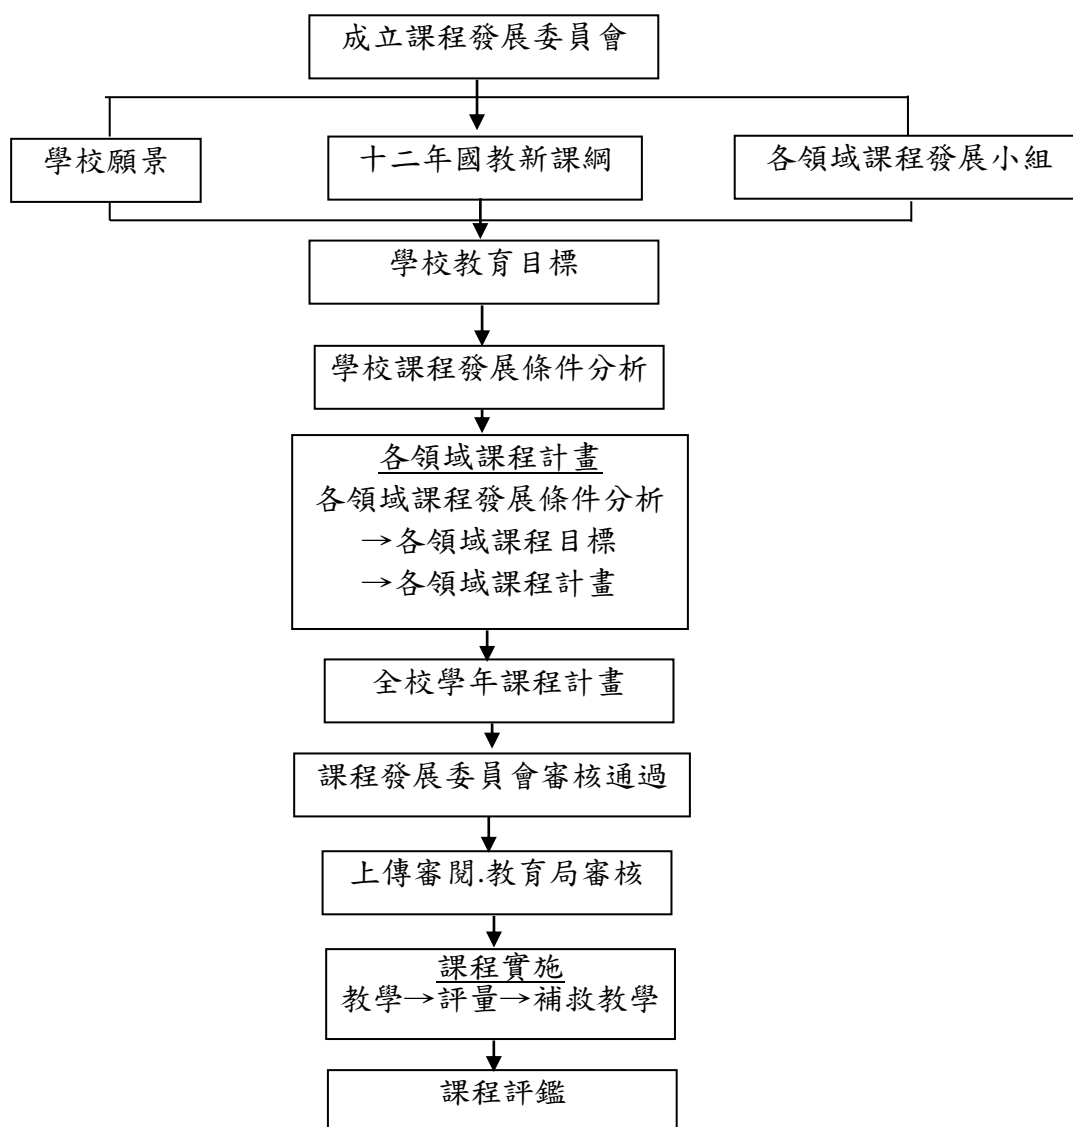 成立課程發展委員會
學校願景
十二年國教新課綱
各領域課程發展小組
學校教育目標
學校課程發展條件分析
各領域課程計畫
各領域課程發展條件分析
→各領域課程目標
→各領域課程計畫
全校學年課程計畫
課程發展委員會審核通過
上傳審閱.教育局審核
課程實施
教學→評量→補救教學
課程評鑑